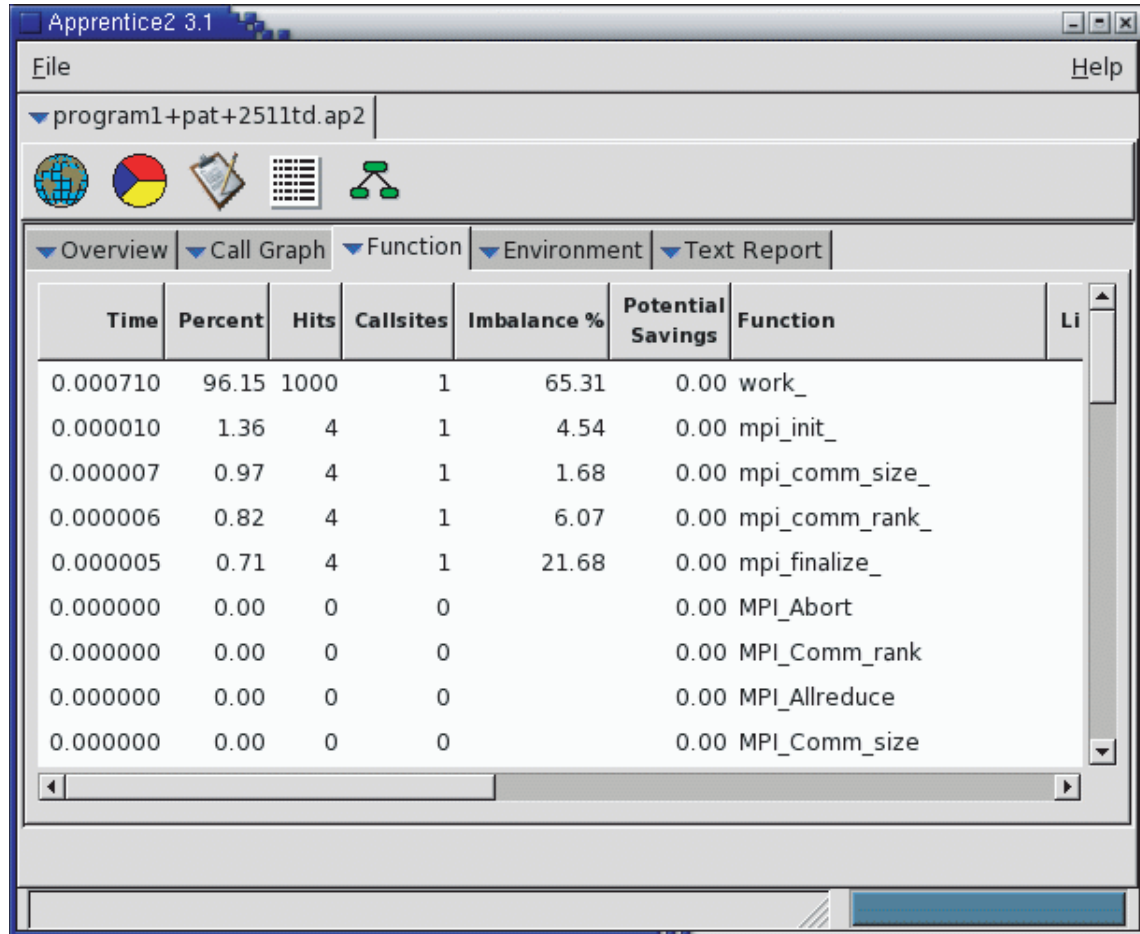 Apprentice2 3.1
File Help
program1+pat+2511td.ap2
Overview Call Graph Function Environment Text Report
Time Percent Hits Callsites Imbalance % Potential Savings Function Li
0.000710 96.15 1000 1 65.31 0.00 work_
0.000010 1.36 4 1 4.54 0.00 mpi_init_
0.000007 0.97 4 1 1.68 0.00 mpi_comm_size_
0.000006 0.82 4 1 6.07 0.00 mpi_comm_rank_
0.000005 0.71 4 1 21.68 0.00 mpi_finalize_
0.000000 0.00 0 0 0.00 MPI_Abort
0.000000 0.00 0 0 0.00 MPI_Comm_rank
0.000000 0.00 0 0 0.00 MPI_Allreduce
0.000000 0.00 0 0 0.00 MPI_Comm_size